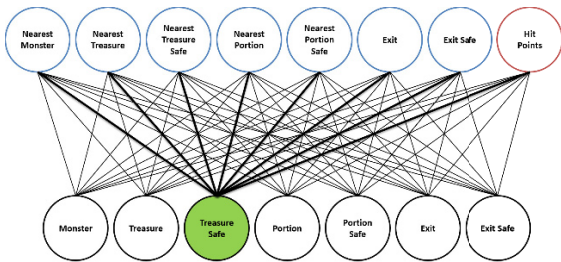 Nearest
Monster
Nearest
Treasure
Nearest
Treasure
Safe
Nearest
Portion
Nearest
Portion
Safe
Exit
Exit Safe
Hit
Points
Monster
Treasure
Treasure
Safe
Portion
Portion
Safe
Exit
Exit Safe